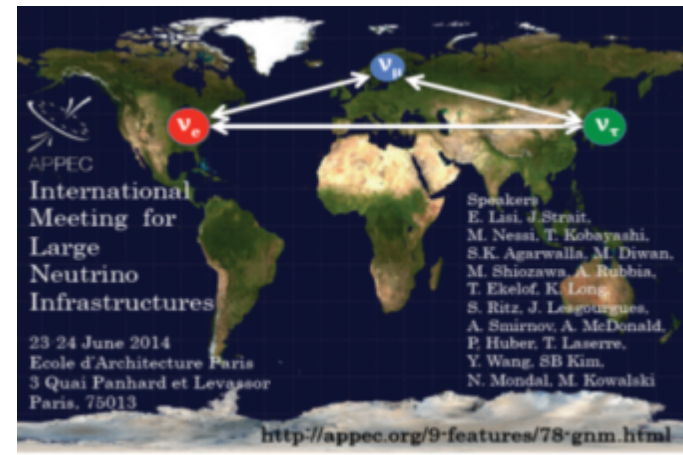 νμ
νe
ντ
APPEC
International
Meeting for
Large
Neutrino
Infrastructures
23-24 June 2014
Ecole d'Architecture Paris
3 Quai Panhard et Levassor
Paris, 75013
Speakers
E. Lisi, J.Strait,
M. Nessi, T. Kobayashi,
S.K. Agarwalla, M. Diwan,
M. Shiozawa, A. Rubbia,
T. Ekelof, K. Long,
S. Ritz, J. Lesgourgues,
A. Smirnov, A. McDonald,
P. Huber, T. Laserre,
Y. Wang, SB Kim,
N. Mondal, M. Kowalski
http://appec.org/9-features/78-gnm.html